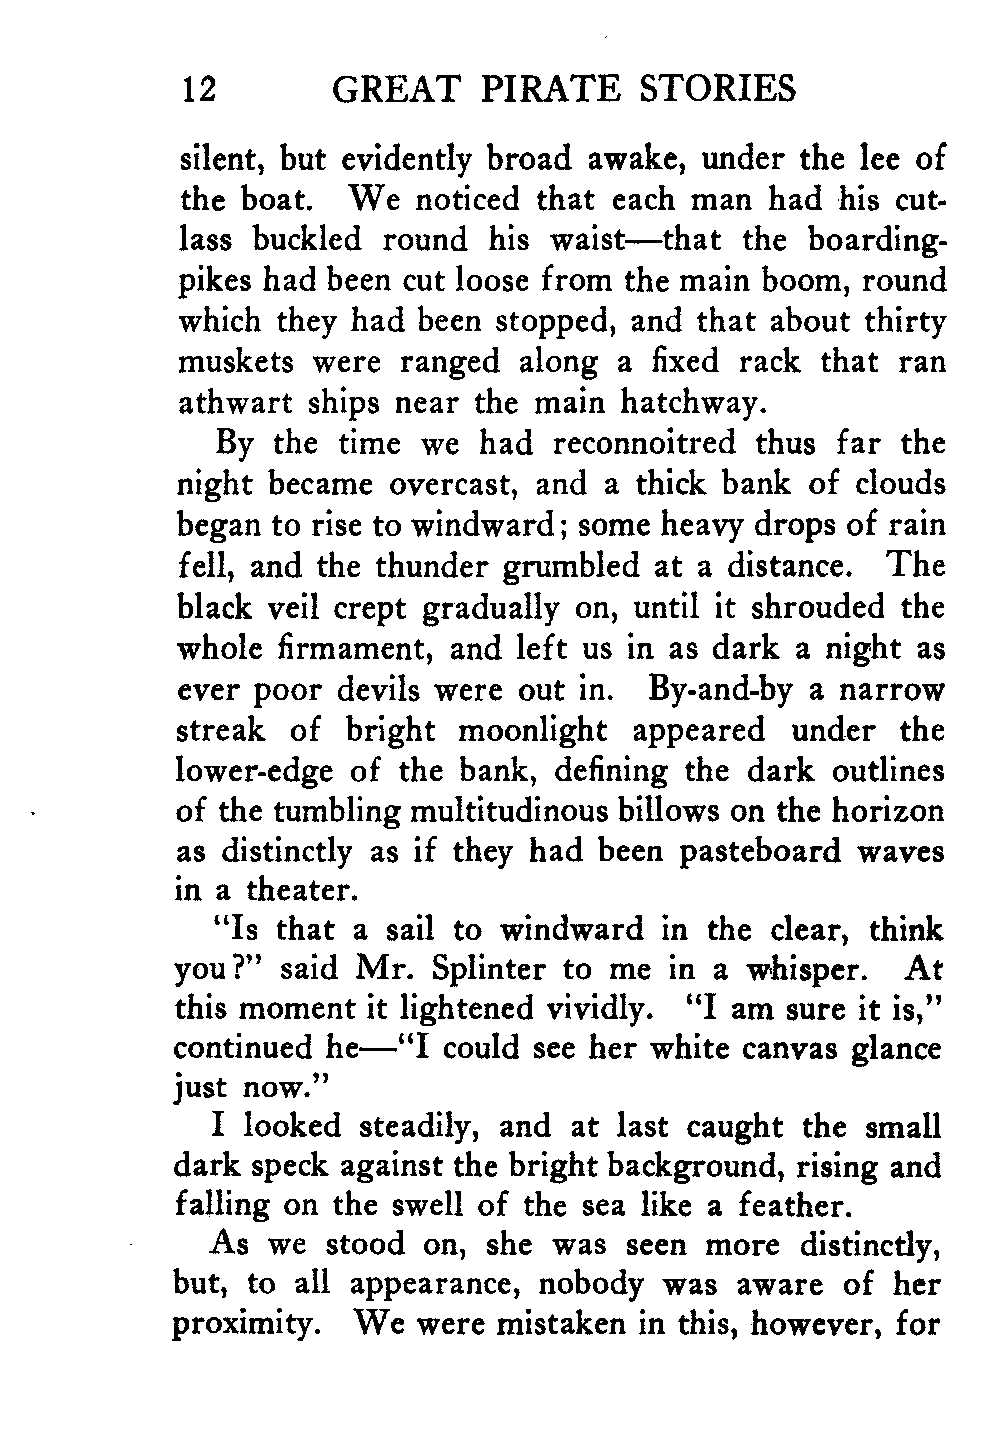 12 GREAT PIRATE STORIES
silent, but evidently broad awake, under the lee of
the boat. We noticed that each man had his cut-
lass buckled round his waist—that the boarding-
pikes had been cut loose from the main boom, round
which they had been stopped, and that about thirty
muskets were ranged along a fixed rack that ran
athwart ships near the main hatchway.
By the time we had reconnoitred thus far the
night became overcast, and a thick bank of clouds
began to rise to windward; some heavy drops of rain
fell, and the thunder grumbled at a distance. The
black veil crept gradually on, until it shrouded the
whole firmament, and left us in as dark a night as
ever poor devils were out in. By-and-by a narrow
streak of bright moonlight appeared under the
lower-edge of the bank, defining the dark outlines
of the tumbling multitudinous billows on the horizon
as distinctly as if they had been pasteboard waves
in a theater.
"Is that a sail to windward in the clear, think
you?" said Mr. Splinter to me in a whisper. At
this moment it lightened vividly. "I am sure it is,"
continued he—"I could see her white canvas glance
just now."
I looked steadily, and at last caught the small
dark speck against the bright background, rising and
falling on the swell of the sea like a feather.
As we stood on, she was seen more distinctly,
but, to all appearance, nobody was aware of her
proximity. We were mistaken in this, however, for